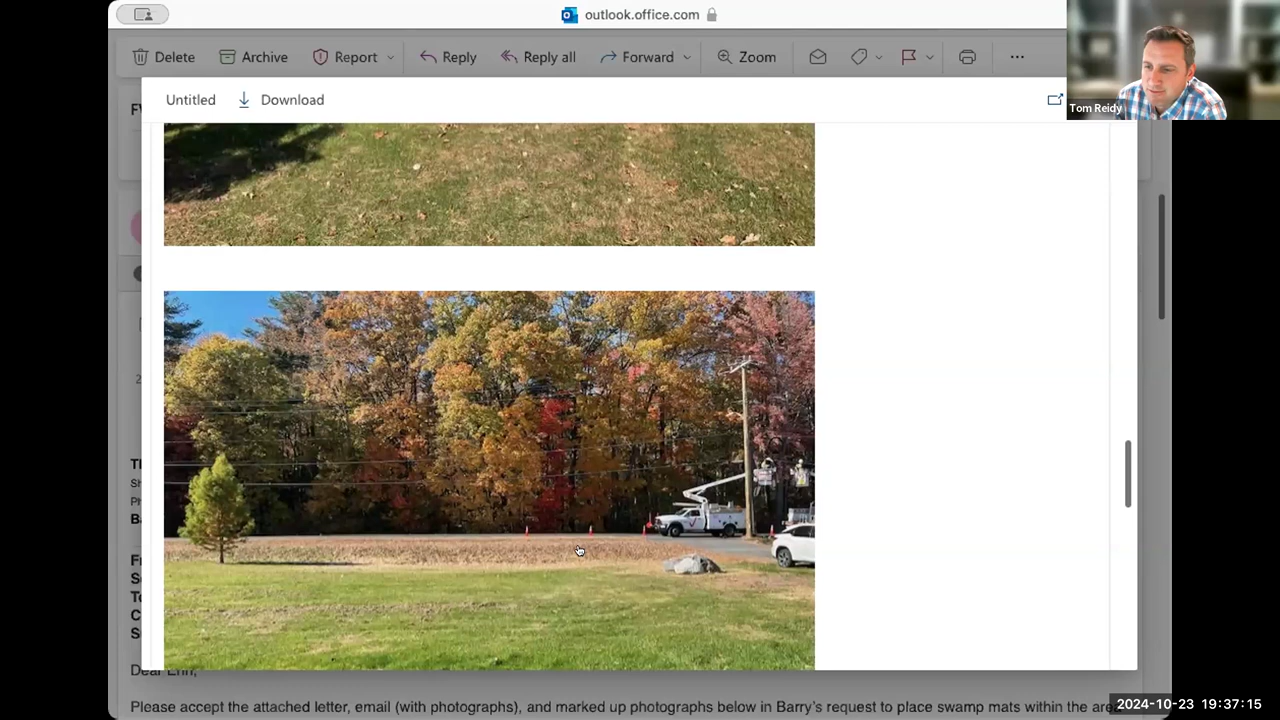 outlook.office.com
Delete Archive Report Reply Reply all Forward Zoom
Untitled Download
Tom Reidy
Dear Erin,
Please accept the attached letter, email (with photographs), and marked up photographs below in Barry's request to place swamp mats within the area
2024-10-23 19:37:15